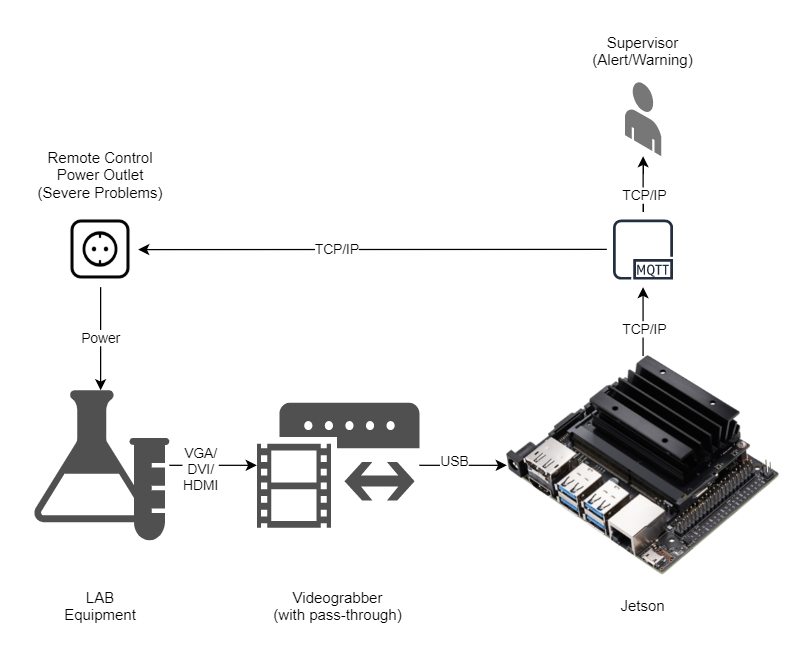 Supervisor
(Alert/Warning)
TCP/IP
Remote Control
Power Outlet
(Severe Problems)
TCP/IP
MQTT
TCP/IP
Power
VGA/
DVI/
HDMI
USB
LAB
Equipment
Videograbber
(with pass-through)
Jetson